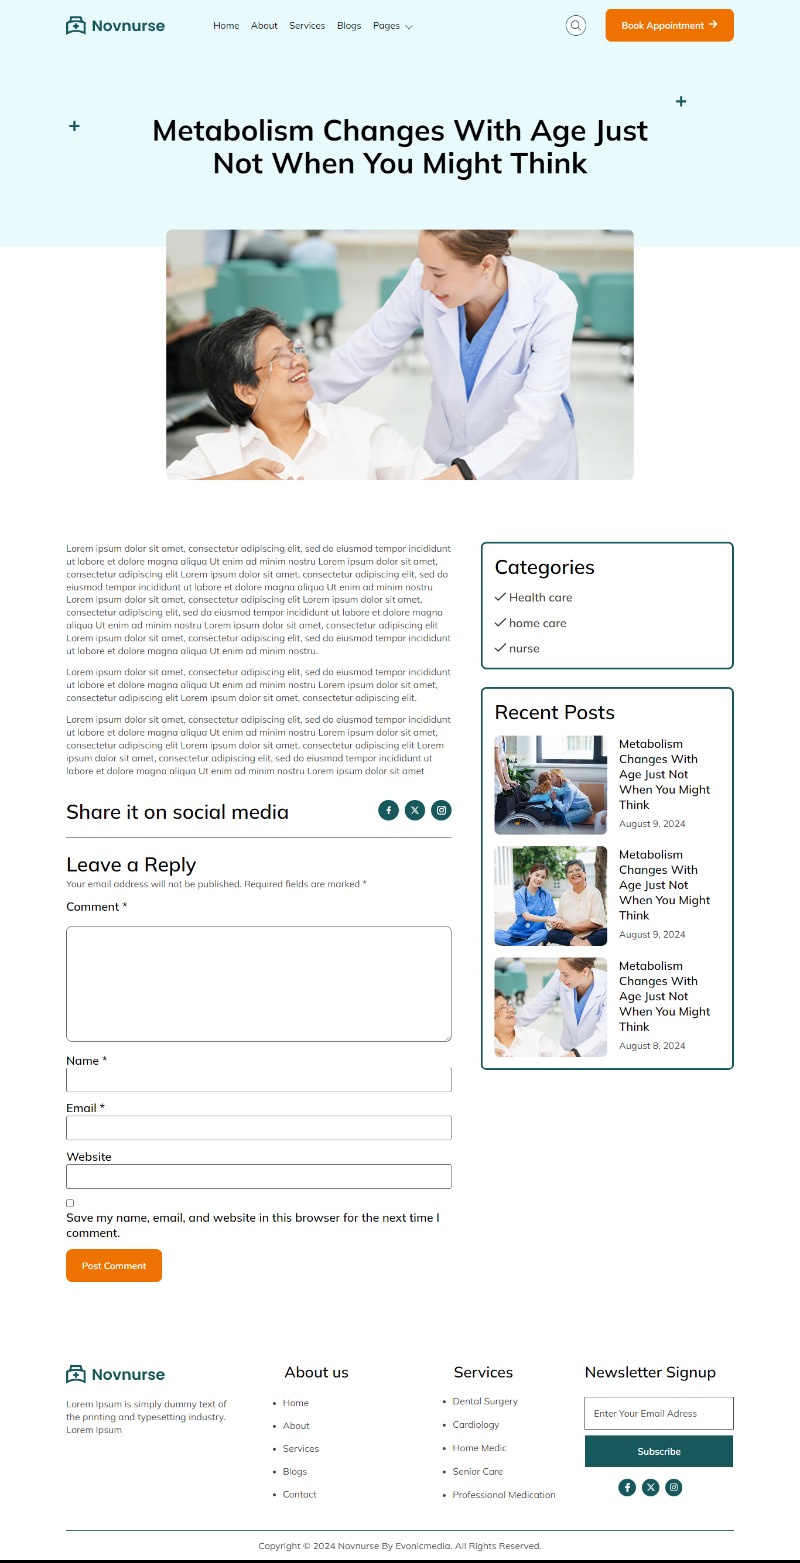 Novnurse
Home About Services Blogs Pages
Book Appointment
Metabolism Changes With Age Just
Not When You Might Think
Lorem ipsum dolor sit amet, consectetur adipiscing elit, sed do eiusmod tempor incididunt
ut labore et dolore magna aliqua Ut enim ad minim nostru Lorem ipsum dolor sit amet,
consectetur adipiscing elit Lorem ipsum dolor sit amet, consectetur adipiscing elit, sed do
eiusmod tempor incididunt ut labore et dolore magna aliqua Ut enim ad minim nostru
Lorem ipsum dolor sit amet, consectetur adipiscing elit Lorem ipsum dolor sit amet,
consectetur adipiscing elit, sed do eiusmod tempor incididunt ut labore et dolore magna
aliqua Ut enim ad minim nostru Lorem ipsum dolor sit amet, consectetur adipiscing elit
Lorem ipsum dolor sit amet, consectetur adipiscing elit, sed do eiusmod tempor incididunt
ut labore et dolore magna aliqua Ut enim ad minim nostru.
Lorem ipsum dolor sit amet, consectetur adipiscing elit, sed do eiusmod tempor incididunt
ut labore et dolore magna aliqua Ut enim ad minim nostru Lorem ipsum dolor sit amet,
consectetur adipiscing elit Lorem ipsum dolor sit amet, consectetur adipiscing elit.
Lorem ipsum dolor sit amet, consectetur adipiscing elit, sed do eiusmod tempor incididunt
ut labore et dolore magna aliqua Ut enim ad minim nostru Lorem ipsum dolor sit amet,
consectetur adipiscing elit Lorem ipsum dolor sit amet, consectetur adipiscing elit Lorem
ipsum dolor sit amet, consectetur adipiscing elit, sed do eiusmod tempor incididunt ut
labore et dolore magna aliqua Ut enim ad minim nostru Lorem ipsum dolor sit amet
Share it on social media
Leave a Reply
Your email address will not be published. Required fields are marked *
Comment *
Name *
Email *
Website
Save my name, email, and website in this browser for the next time I
comment.
Post Comment
Categories
Health care
home care
nurse
Recent Posts
Metabolism
Changes With
Age Just Not
When You Might
Think
August 9, 2024
Metabolism
Changes With
Age Just Not
When You Might
Think
August 9, 2024
Metabolism
Changes With
Age Just Not
When You Might
Think
August 8, 2024
Novnurse
Lorem Ipsum is simply dummy text of
the printing and typesetting industry.
Lorem Ipsum
About us
Home
About
Services
Blogs
Contact
Services
Dental Surgery
Cardiology
Home Medic
Senior Care
Professional Medication
Newsletter Signup
Enter Your Email Adress
Subscribe
Copyright © 2024 Novnurse By Evonicmedia. All Rights Reserved.